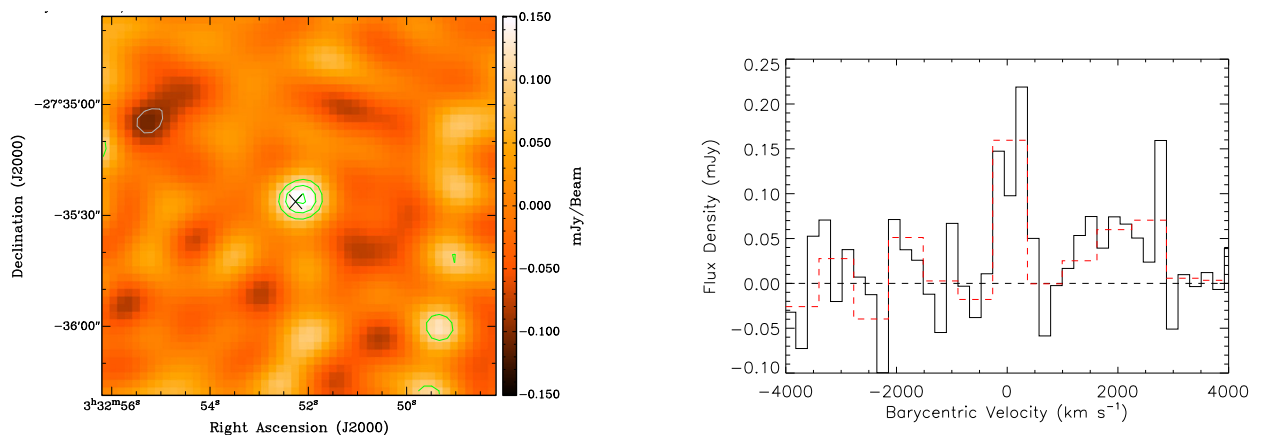 0.150
0.100
0.050
0.000
−0.050
−0.100
−0.150
mJy/Beam
−27°35′00″
−35′30″
−36′00″
Declination (J2000)
3ʰ32ᵐ56ˢ 54ˢ 52ˢ 50ˢ
Right Ascension (J2000)
0.25
0.20
0.15
0.10
0.05
0.00
−0.05
−0.10
Flux Density (mJy)
−4000 −2000 0 2000 4000
Barycentric Velocity (km s⁻¹)